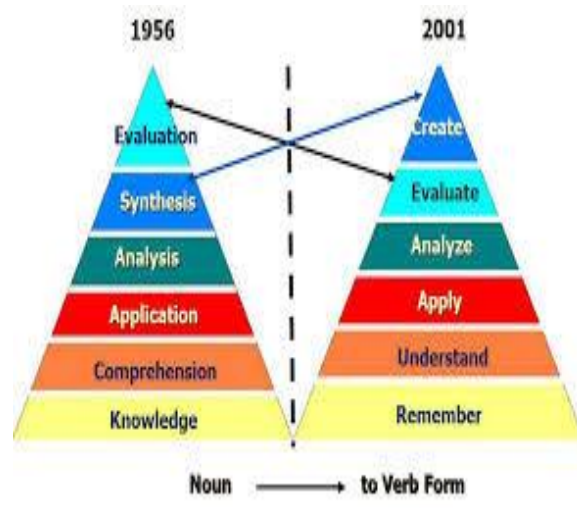 1956
2001
Evaluation
Synthesis
Analysis
Application
Comprehension
Knowledge
Create
Evaluate
Analyze
Apply
Understand
Remember
Noun to Verb Form